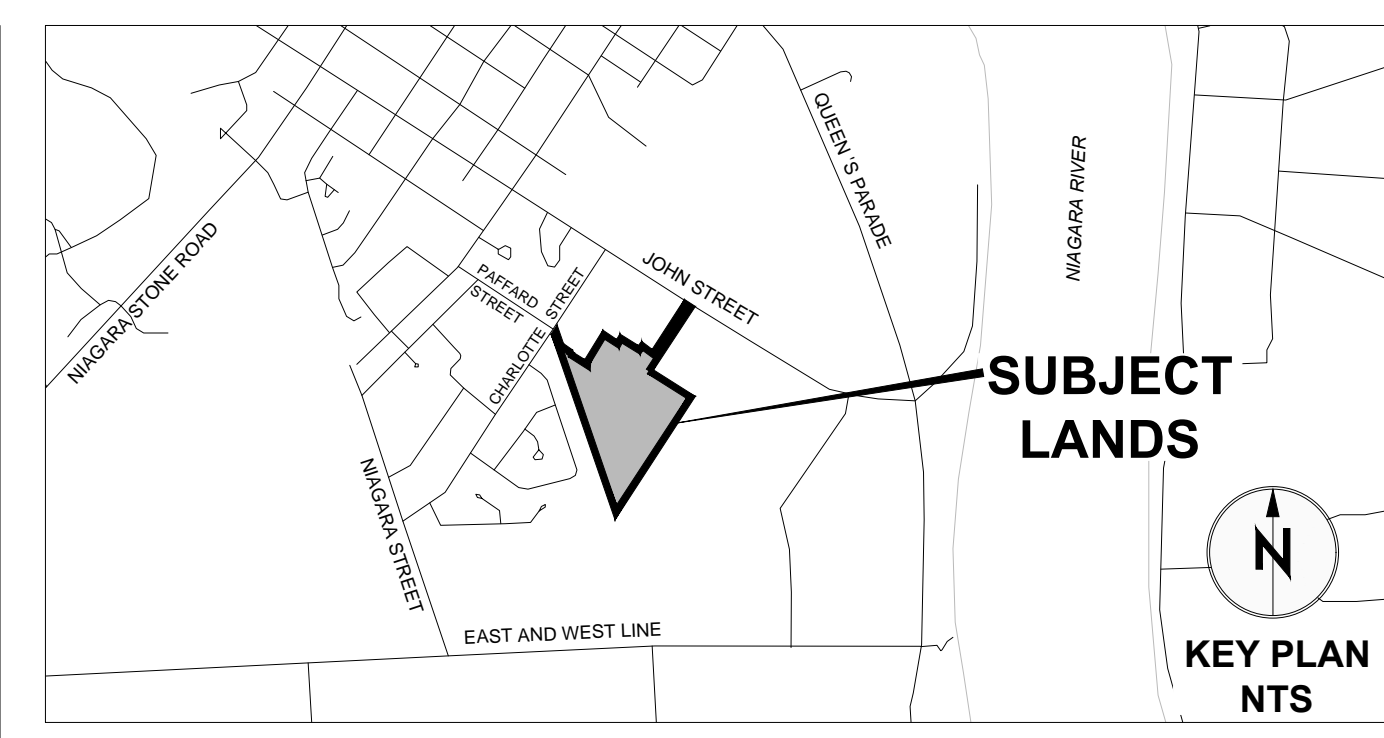 QUEEN 'S PARADE
NIAGARA RIVER
NIAGARA STONE ROAD
JOHN STREET
PAFFARD
STREET
CHARLOTTE STREET
SUBJECT
LANDS
NIAGARA STREET
EAST AND WEST LINE
N
KEY PLAN
NTS